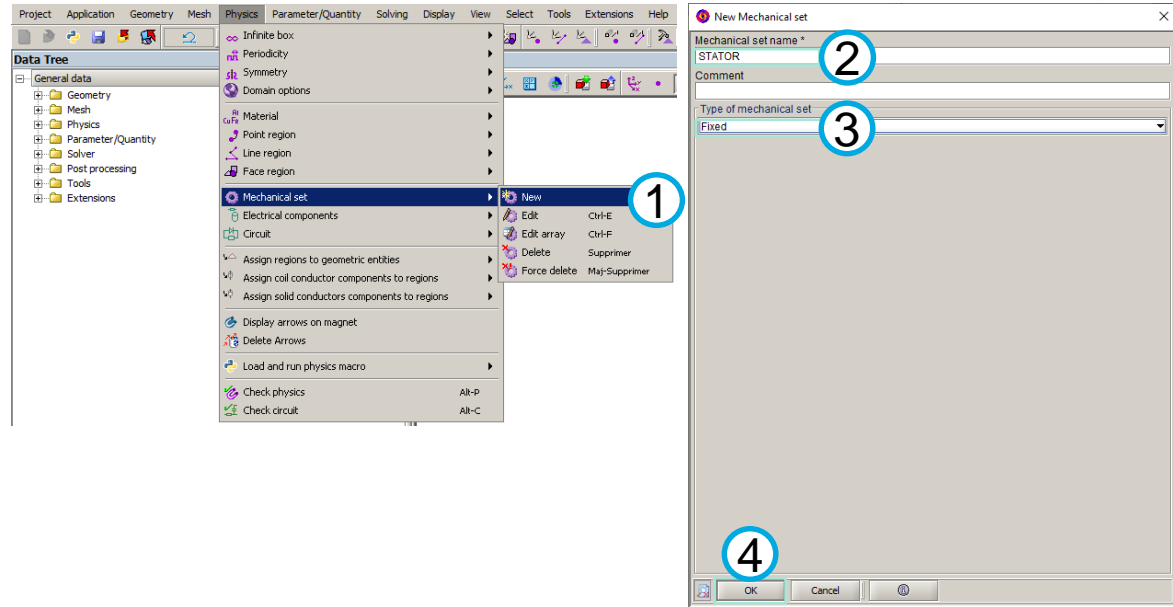 Project Application Geometry Mesh Physics Parameter/Quantity Solving Display View Select Tools Extensions Help
Data Tree
General data
Geometry
Mesh
Physics
Parameter/Quantity
Solver
Post processing
Tools
Extensions
Infinite box
Periodicity
Symmetry
Domain options
Material
Point region
Line region
Face region
Mechanical set
Electrical components
Circuit
Assign regions to geometric entities
Assign coil conductor components to regions
Assign solid conductors components to regions
Display arrows on magnet
Delete Arrows
Load and run physics macro
Check physics Alt-P
Check circuit Alt-C
New
Edit Ctrl-E
Edit array Ctrl-F
Delete Supprimer
Force delete Maj-Supprimer
1
New Mechanical set
Mechanical set name *
STATOR
2
Comment
Type of mechanical set
Fixed
3
4
OK Cancel